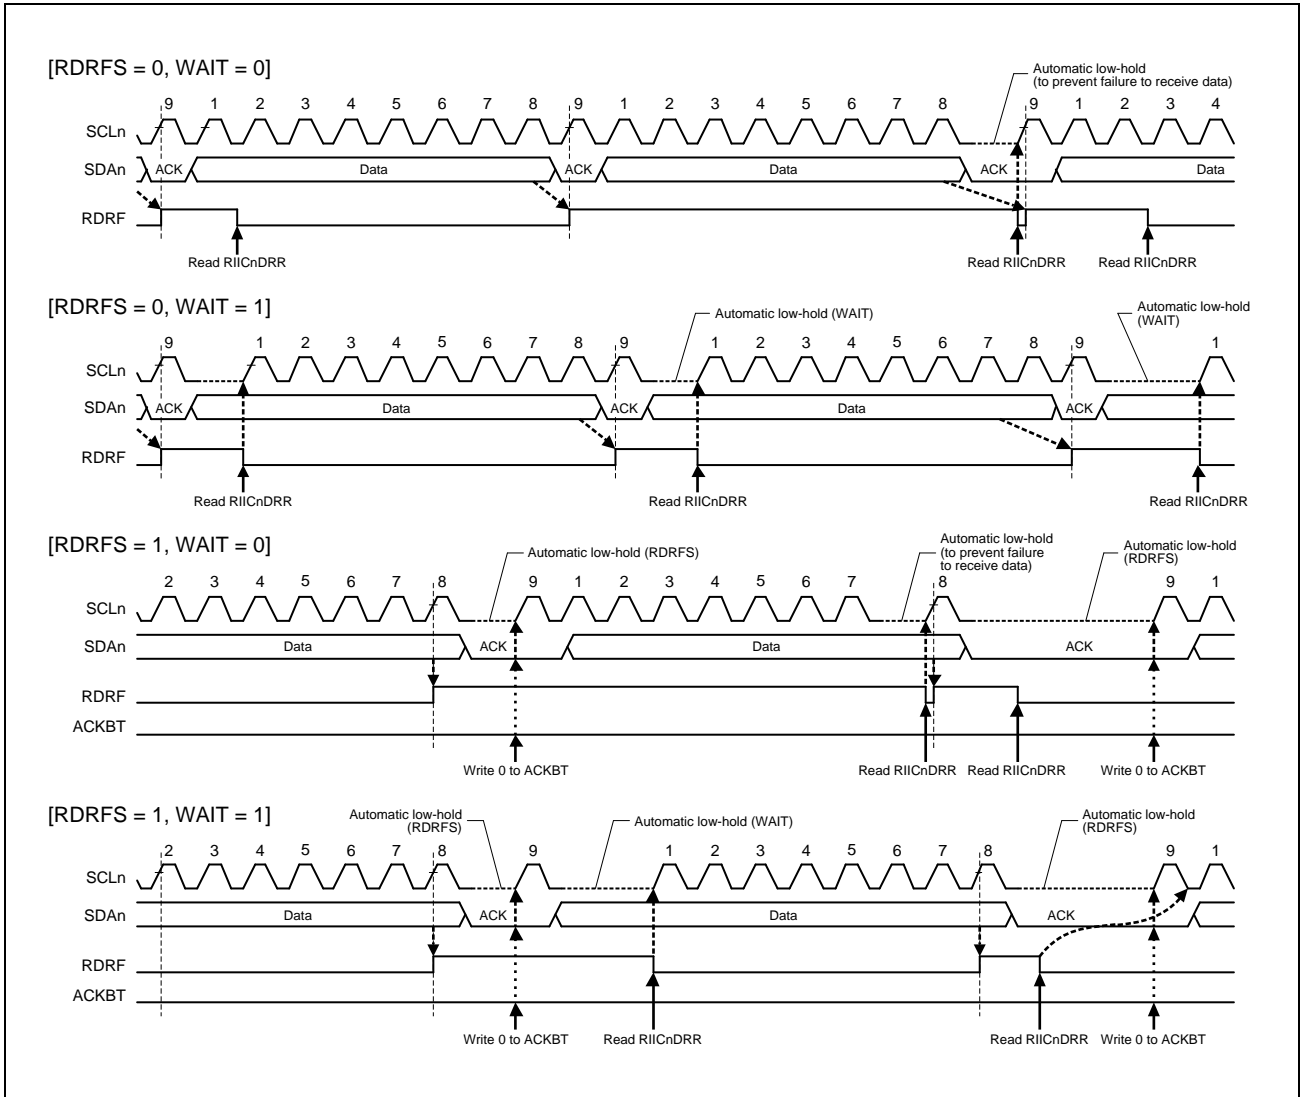 [RDRFS = 0, WAIT = 0]
Automatic low-hold
(to prevent failure to receive data)
9 1 2 3 4 5 6 7 8 9 1 2 3 4 5 6 7 8 9 1 2 3 4
SCLn
SDAn ACK Data ACK Data ACK Data
RDRF
Read RIICnDRR Read RIICnDRR Read RIICnDRR
[RDRFS = 0, WAIT = 1]
Automatic low-hold (WAIT)
Automatic low-hold
(WAIT)
9 1 2 3 4 5 6 7 8 9 1 2 3 4 5 6 7 8 9 1
SCLn
SDAn ACK Data ACK Data ACK
RDRF
Read RIICnDRR Read RIICnDRR Read RIICnDRR
[RDRFS = 1, WAIT = 0]
Automatic low-hold (RDRFS)
Automatic low-hold
(to prevent failure
to receive data)
Automatic low-hold
(RDRFS)
2 3 4 5 6 7 8 9 1 2 3 4 5 6 7 8 9 1
SCLn
SDAn Data ACK Data ACK
RDRF
ACKBT
Write 0 to ACKBT Read RIICnDRR Read RIICnDRR Write 0 to ACKBT
[RDRFS = 1, WAIT = 1]
Automatic low-hold
(RDRFS)
Automatic low-hold (WAIT)
Automatic low-hold
(RDRFS)
2 3 4 5 6 7 8 9 1 2 3 4 5 6 7 8 9 1
SCLn
SDAn Data ACK Data ACK
RDRF
ACKBT
Write 0 to ACKBT Read RIICnDRR Read RIICnDRR Write 0 to ACKBT